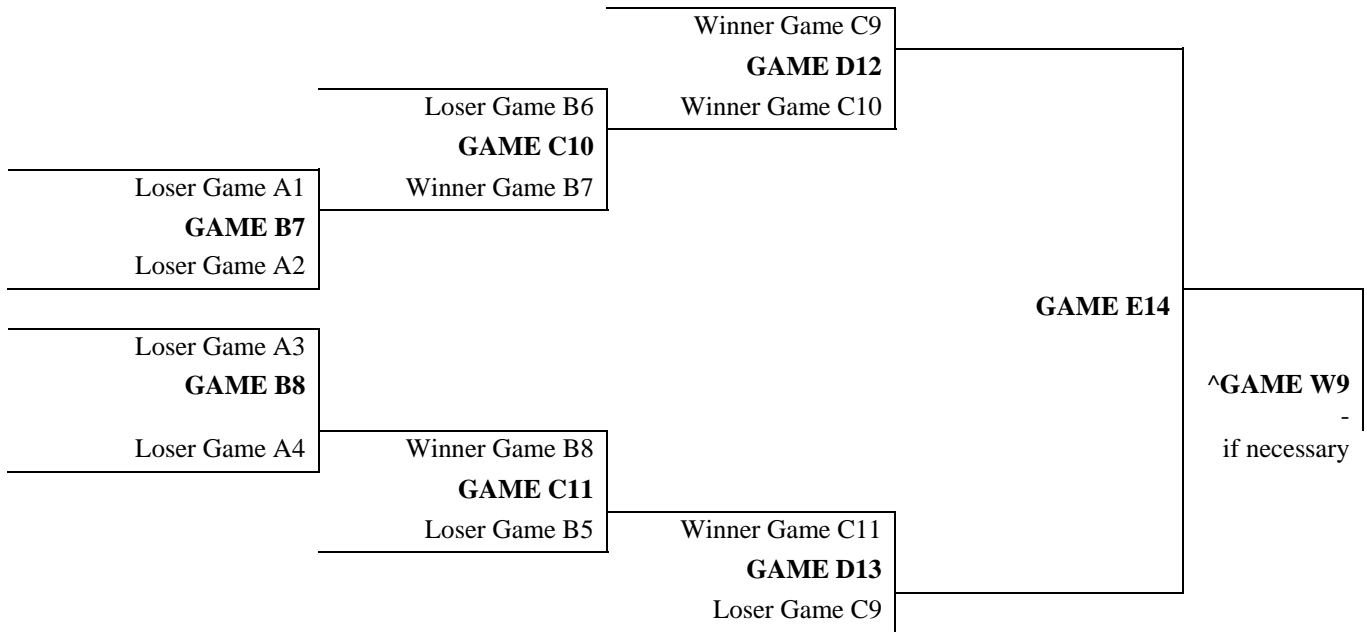 Winner Game C9
GAME D12
Loser Game B6 Winner Game C10
GAME C10
Loser Game A1 Winner Game B7
GAME B7
Loser Game A2
GAME E14
Loser Game A3
GAME B8 ^GAME W9
-
Loser Game A4 Winner Game B8 if necessary
GAME C11
Loser Game B5 Winner Game C11
GAME D13
Loser Game C9